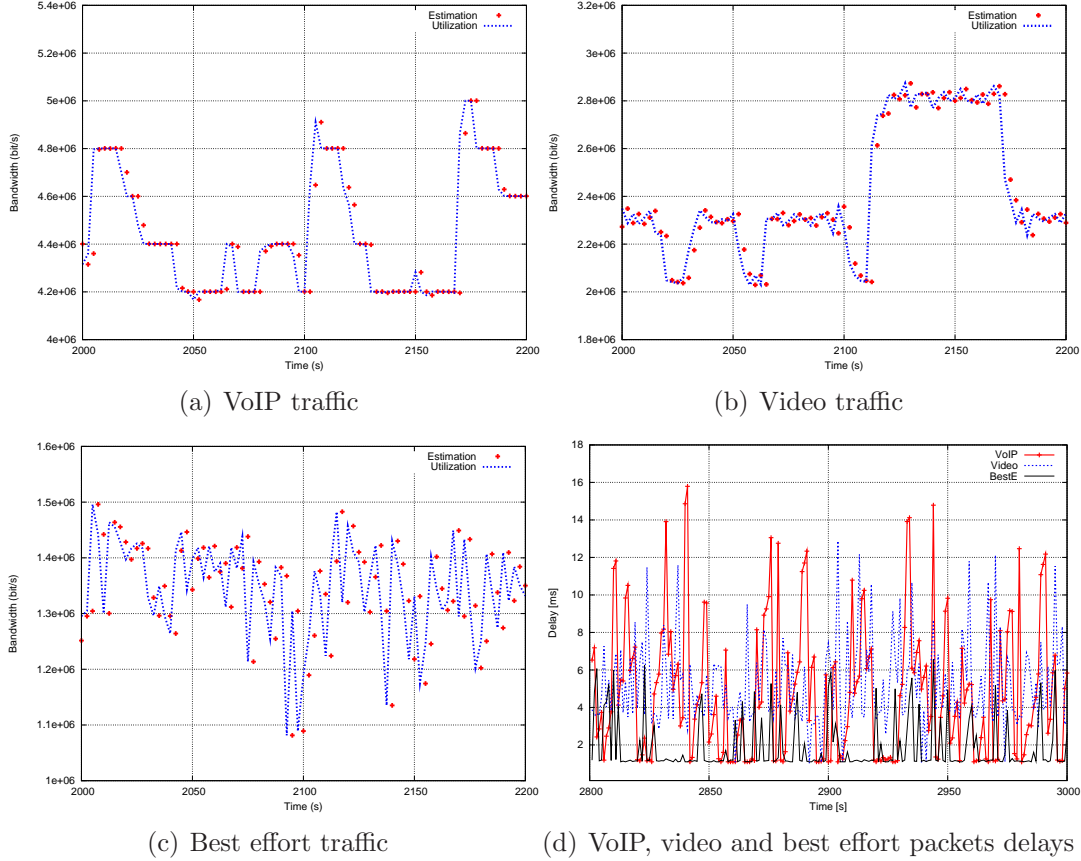 5.4e+06
5.2e+06
5e+06
4.8e+06
4.6e+06
4.4e+06
4.2e+06
4e+06
Bandwidth (bit/s)
Estimation
Utilization
2000 2050 2100 2150 2200
Time (s)
(a) VoIP traffic
3.2e+06
3e+06
2.8e+06
2.6e+06
2.4e+06
2.2e+06
2e+06
1.8e+06
Bandwidth (bit/s)
Estimation
Utilization
2000 2050 2100 2150 2200
Time (s)
(b) Video traffic
1.6e+06
1.5e+06
1.4e+06
1.3e+06
1.2e+06
1.1e+06
1e+06
Bandwidth (bit/s)
Estimation
Utilization
2000 2050 2100 2150 2200
Time (s)
(c) Best effort traffic
18
16
14
12
10
8
6
4
2
Delay [ms]
VoIP
Video
BestE
2800 2850 2900 2950 3000
Time [s]
(d) VoIP, video and best effort packets delays